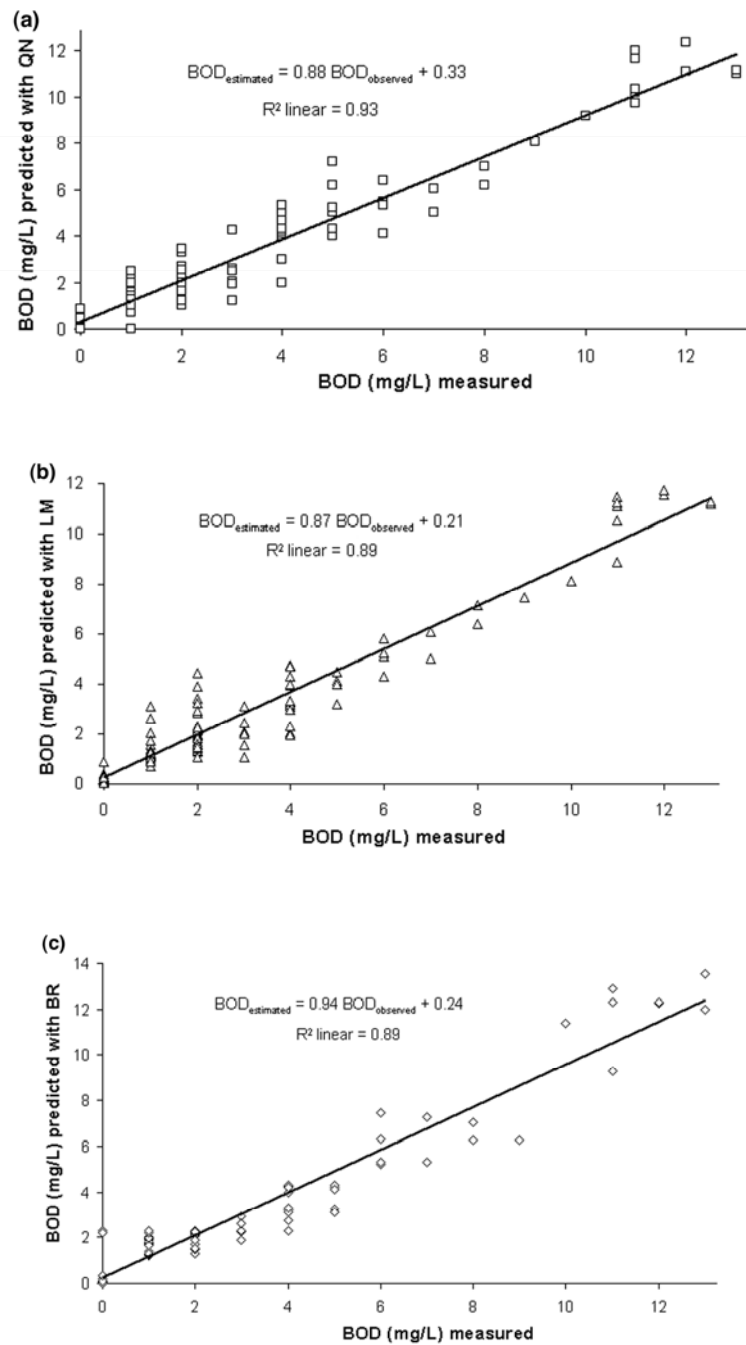 (a)
BOD (mg/L) predicted with QN
12
10
8
6
4
2
0
BODestimated = 0.88 BODobserved + 0.33
R² linear = 0.93
0 2 4 6 8 10 12
BOD (mg/L) measured
(b)
BOD (mg/L) predicted with LM
12
10
8
6
4
2
0
BODestimated = 0.87 BODobserved + 0.21
R² linear = 0.89
0 2 4 6 8 10 12
BOD (mg/L) measured
(c)
BOD (mg/L) predicted with BR
14
12
10
8
6
4
2
0
BODestimated = 0.94 BODobserved + 0.24
R² linear = 0.89
0 2 4 6 8 10 12
BOD (mg/L) measured